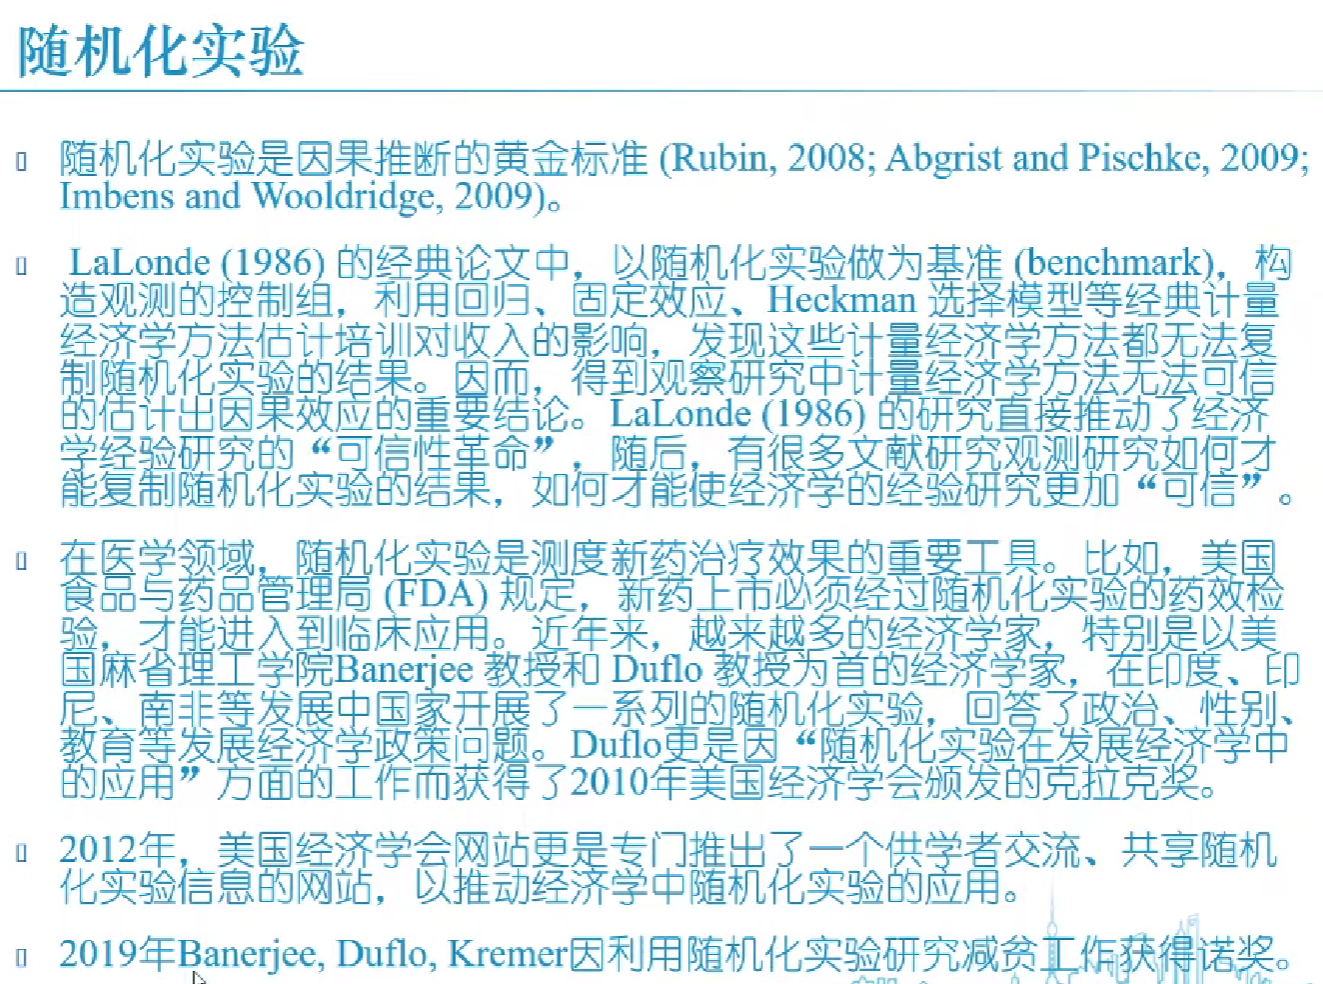 随机化实验
随机化实验是因果推断的黄金标准 (Rubin, 2008; Abgrist and Pischke, 2009;
Imbens and Wooldridge, 2009)。
LaLonde (1986) 的经典论文中，以随机化实验做为基准 (benchmark)，构
造观测的控制组，利用回归、固定效应、Heckman 选择模型等经典计量
经济学方法估计培训对收入的影响，发现这些计量经济学方法都无法复
制随机化实验的结果。因而，得到观察研究中计量经济学方法无法可信
的估计出因果效应的重要结论。LaLonde (1986) 的研究直接推动了经济
学经验研究的“可信性革命”，随后，有很多文献研究观测研究如何才
能复制随机化实验的结果，如何才能使经济学的经验研究更加“可信”。
在医学领域，随机化实验是测度新药治疗效果的重要工具。比如，美国
食品与药品管理局 (FDA) 规定，新药上市必须经过随机化实验的药效检
验，才能进入到临床应用。近年来，越来越多的经济学家，特别是以美
国麻省理工学院Banerjee 教授和 Duflo 教授为首的经济学家，在印度、印
尼、南非等发展中国家开展了一系列的随机化实验，回答了政治、性别、
教育等发展经济学政策问题。Duflo更是因“随机化实验在发展经济学中
的应用”方面的工作而获得了2010年美国经济学会颁发的克拉克奖。
2012年，美国经济学会网站更是专门推出了一个供学者交流、共享随机
化实验信息的网站，以推动经济学中随机化实验的应用。
2019年Banerjee, Duflo, Kremer因利用随机化实验研究减贫工作获得诺奖。